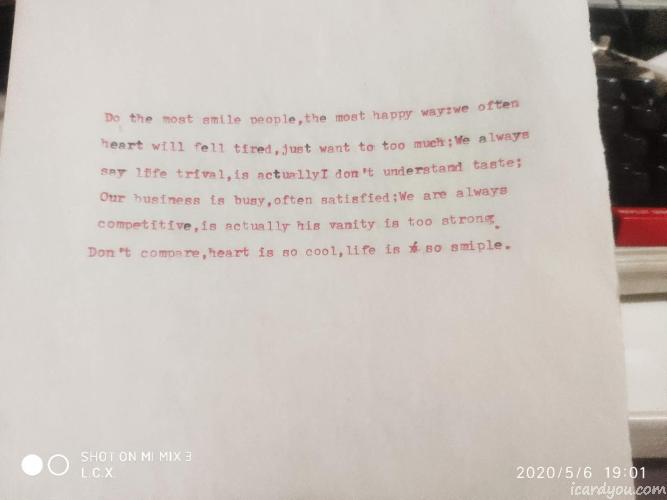 Do the most smile people,the most happy way:we often
heart will fell tired,just want to too much;We always
say life trival,is actuallyI don't understand taste;
Our business is busy,often satisfied;We are always
competitive,is actually his vanity is too strong.
Don't compare,heart is so cool,life is so smiple.
SHOT ON MI MIX 3
L.C.X.
2020/5/6 19:01
icardyou.com